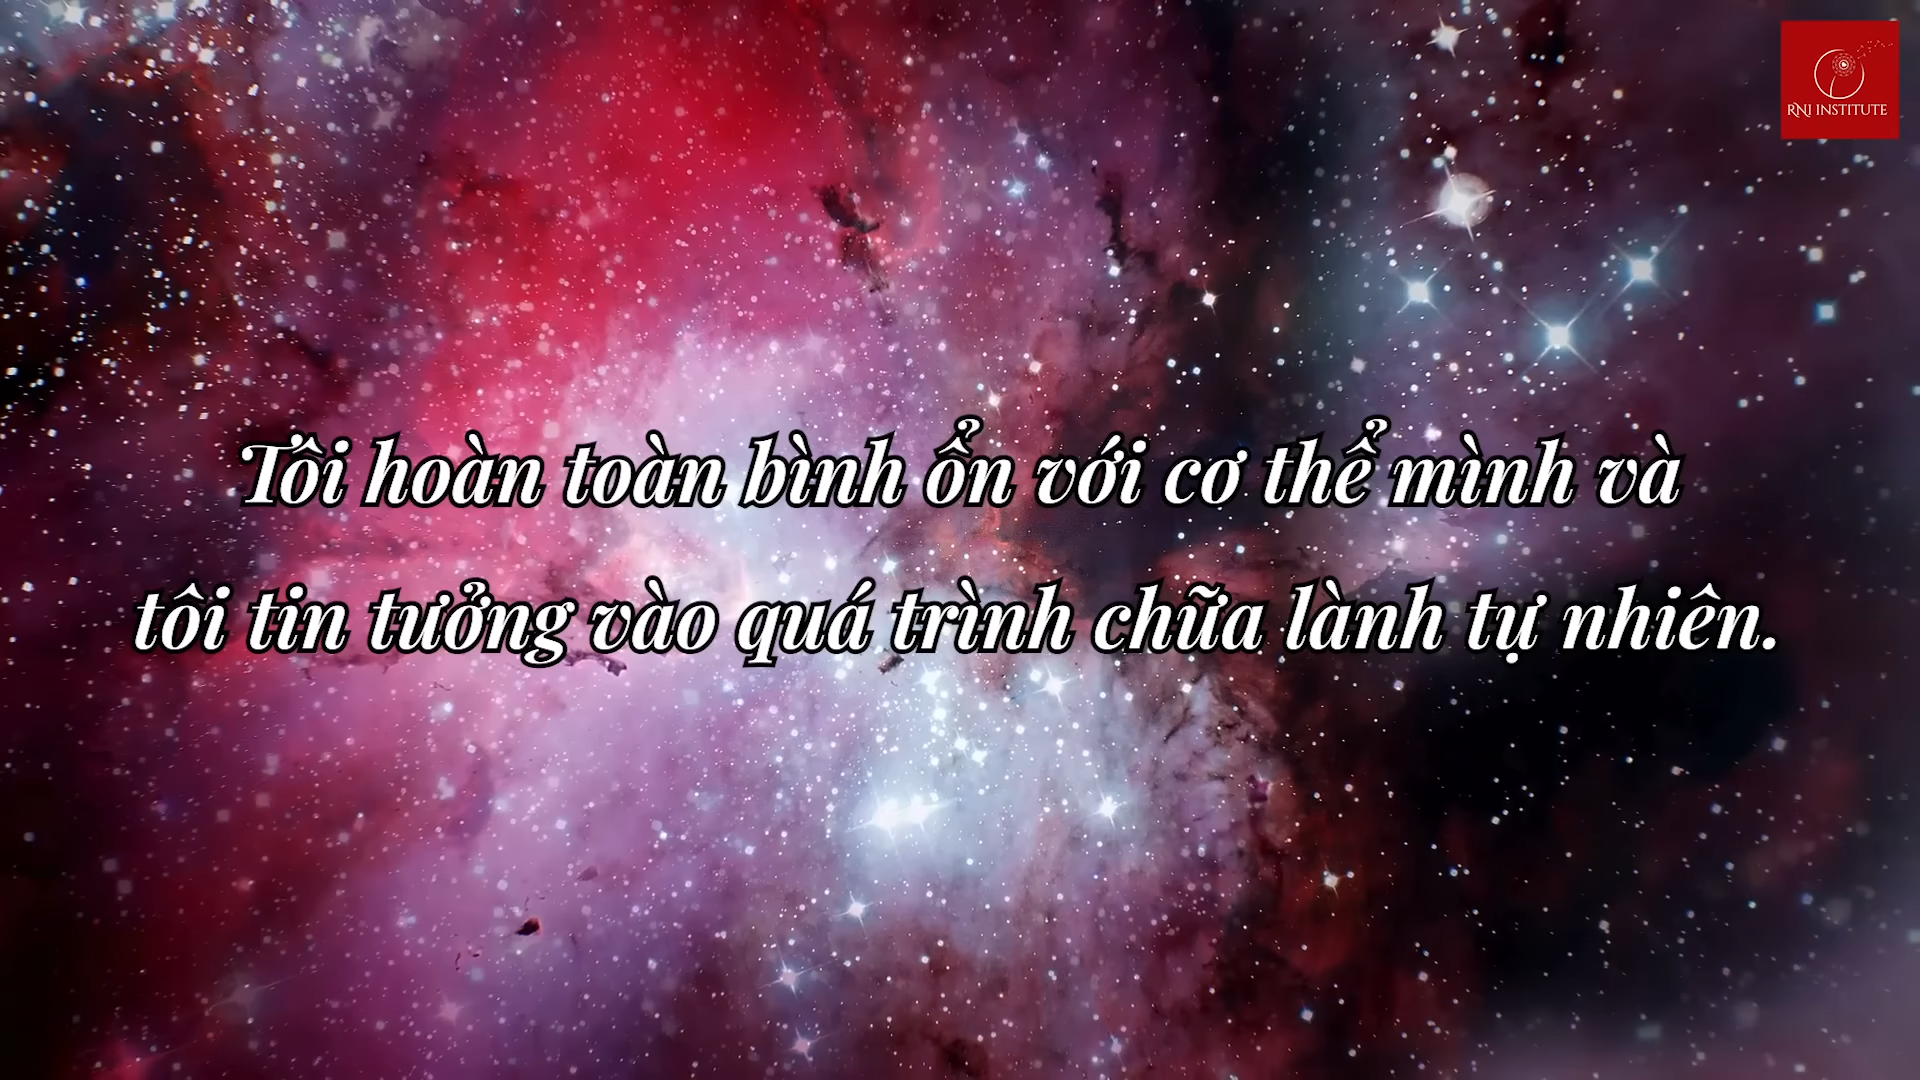 RNI INSTITUTE
Tôi hoàn toàn bình ổn với cơ thể mình và
tôi tin tưởng vào quá trình chữa lành tự nhiên.